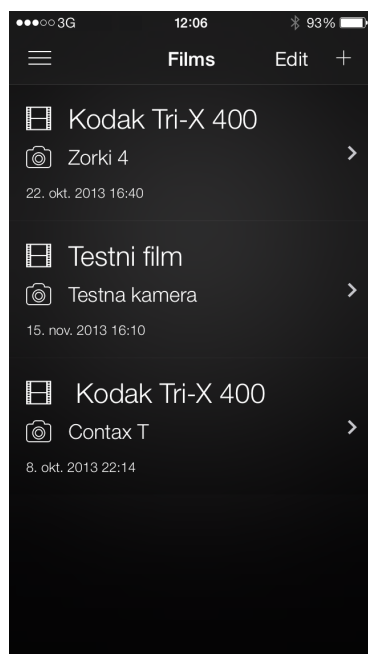 3G 12:06 93%
Films Edit +
Kodak Tri-X 400
Zorki 4
22. okt. 2013 16:40
Testni film
Testna kamera
15. nov. 2013 16:10
Kodak Tri-X 400
Contax T
8. okt. 2013 22:14